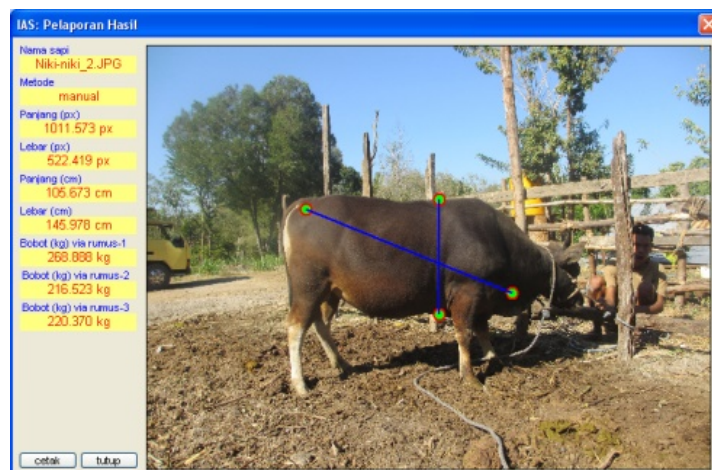 IAS: Pelaporan Hasil
Nama sapi
Niki-niki_2.JPG
Metode
manual
Panjang (px)
1011.573 px
Lebar (px)
522.419 px
Panjang (cm)
105.673 cm
Lebar (cm)
145.978 cm
Bobot (kg) via rumus-1
268.888 kg
Bobot (kg) via rumus-2
216.523 kg
Bobot (kg) via rumus-3
220.370 kg
cetak tutup